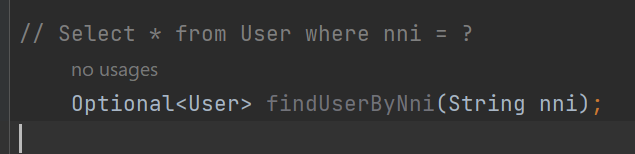 // Select * from User where nni = ?
no usages
Optional<User> findUserByNni(String nni);